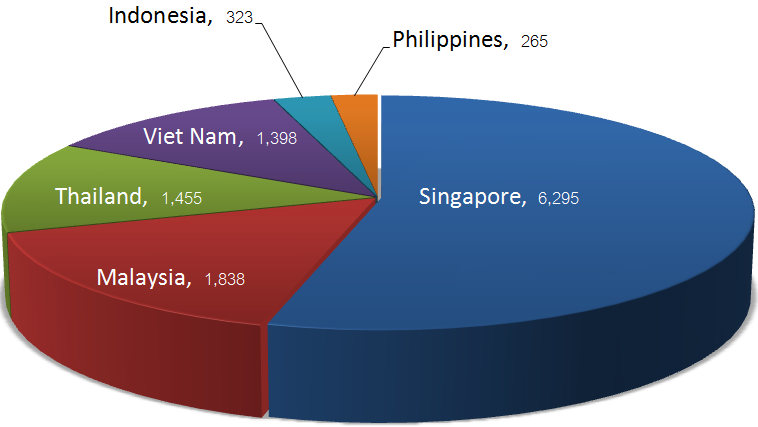 Indonesia, 323
Philippines, 265
Viet Nam, 1,398
Thailand, 1,455
Singapore, 6,295
Malaysia, 1,838